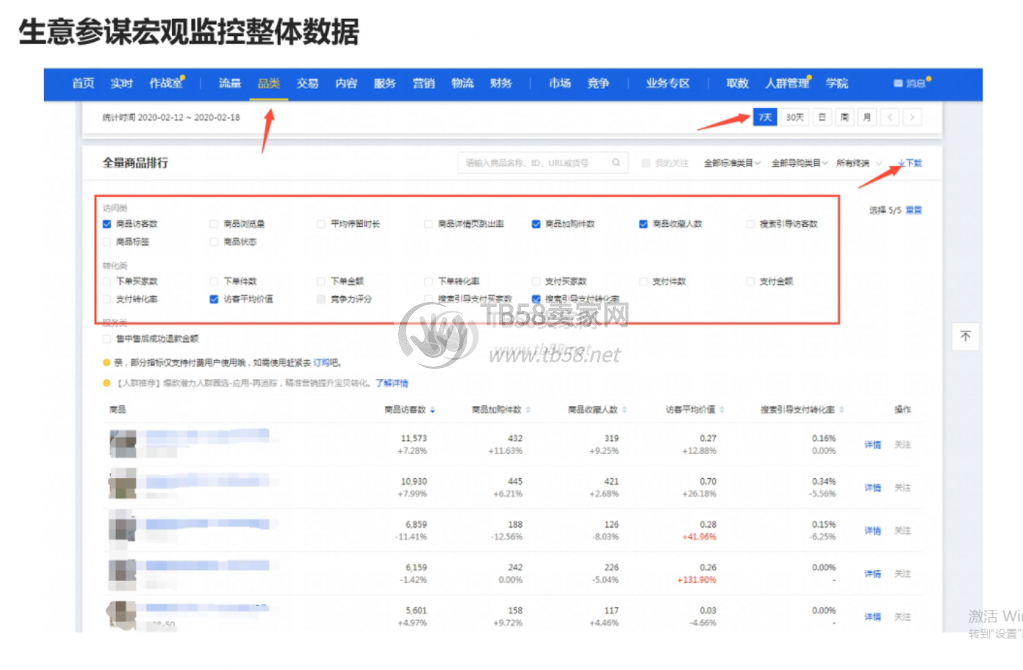 生意参谋宏观监控整体数据
首页 实时 作战室 流量 品类 交易 内容 服务 营销 物流 财务 市场 竞争 业务专区 取数 人群管理 学院 消息
统计时间 2020-02-12 ~ 2020-02-18 7天 30天 日 周 月
全量商品排行 请输入商品名称、ID、URL或货号 我的关注 全部标准类目 全部导购类目 所有终端 下载
访问类 选择 5/5 重置
商品访客数 商品浏览量 平均停留时长 商品详情页跳出率 商品加购件数 商品收藏人数 搜索引导访客数
商品标签 商品状态
转化类
下单买家数 下单件数 下单金额 下单转化率 支付买家数 支付件数 支付金额
支付转化率 访客平均价值 竞争力评分 搜索引导支付买家数 搜索引导支付转化率
TB58卖家网
服务类
售中售后成功退款金额
www.tb58.net
www.tb58.net
亲，部分指标仅支持付费用户使用哦，如需使用赶紧去 订购吧。
【人群推荐】爆款潜力人群圈选-应用-再追踪，精准营销提升宝贝转化。了解详情
商品 商品访客数 商品加购件数 商品收藏人数 访客平均价值 搜索引导支付转化率 操作
11,573 432 319 0.27 0.16% 详情 关注
+7.28% +11.63% +9.25% +12.88% 0.00%
10,930 445 421 0.70 0.34% 详情 关注
+7.99% +6.21% +2.68% +26.18% -5.56%
6,859 188 126 0.28 0.15% 详情 关注
-11.41% -12.56% -8.03% +41.96% -6.25%
6,159 242 226 0.26 0.00% 详情 关注
-1.42% 0.00% -5.04% +131.90% -
5,601 158 117 0.03 0.00% 详情 关注
+4.97% +9.72% +4.46% -4.66% -
激活 Win
转到"设置"